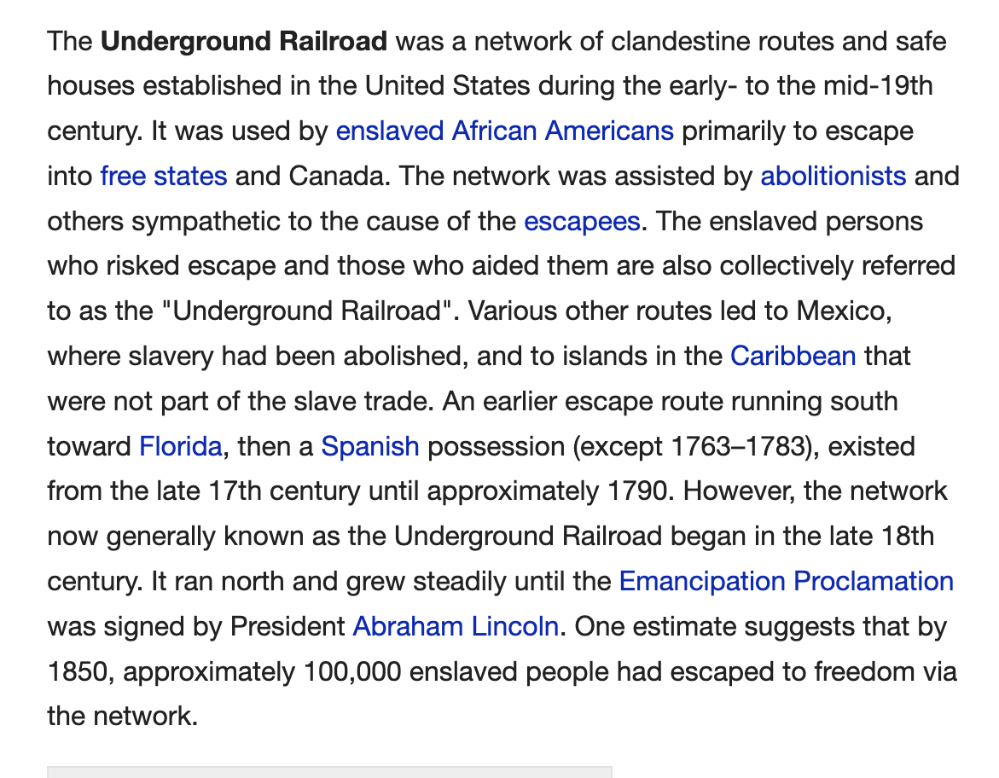 The Underground Railroad was a network of clandestine routes and safe
houses established in the United States during the early- to the mid-19th
century. It was used by enslaved African Americans primarily to escape
into free states and Canada. The network was assisted by abolitionists and
others sympathetic to the cause of the escapees. The enslaved persons
who risked escape and those who aided them are also collectively referred
to as the "Underground Railroad". Various other routes led to Mexico,
where slavery had been abolished, and to islands in the Caribbean that
were not part of the slave trade. An earlier escape route running south
toward Florida, then a Spanish possession (except 1763–1783), existed
from the late 17th century until approximately 1790. However, the network
now generally known as the Underground Railroad began in the late 18th
century. It ran north and grew steadily until the Emancipation Proclamation
was signed by President Abraham Lincoln. One estimate suggests that by
1850, approximately 100,000 enslaved people had escaped to freedom via
the network.